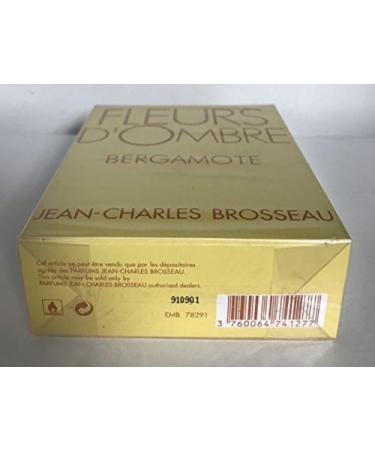 FLEURS
D'OMBRE
BERGAMOTE
JEAN-CHARLES BROSSEAU
Cet article ne peut être vendu que par les dépositaires
agréés des PARFUMS JEAN-CHARLES BROSSEAU.
This article may be sold only by
PARFUMS JEAN-CHARLES BROSSEAU authorised dealers.
910901
EMB. 78291
3 760064 741277